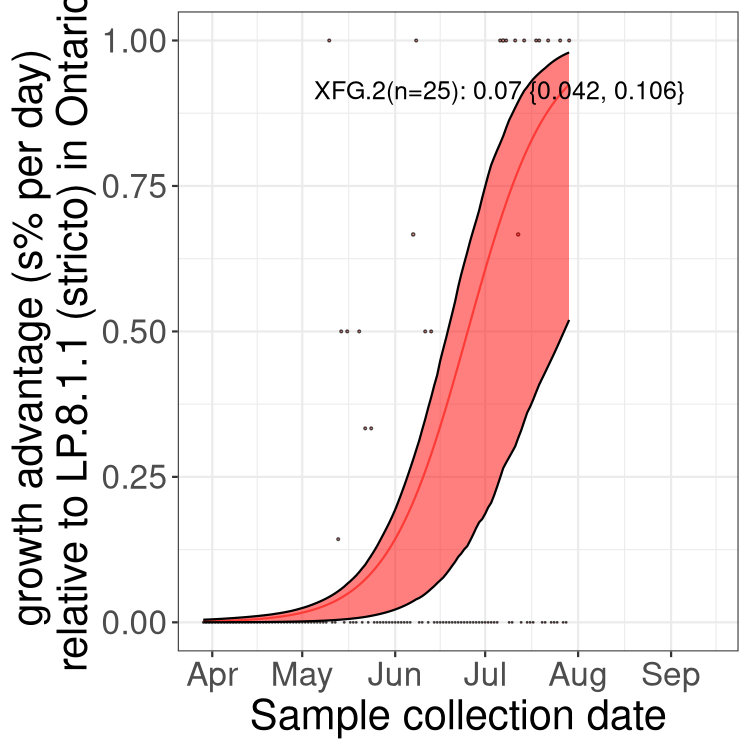 growth advantage (s% per day)
relative to LP.8.1.1 (stricto) in Ontario
1.00
0.75
0.50
0.25
0.00
XFG.2(n=25): 0.07 {0.042, 0.106}
Apr May Jun Jul Aug Sep
Sample collection date